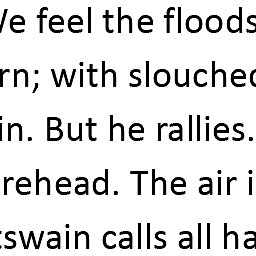 We feel the floods
rn; with slouched
in. But he rallies.
rehead. The air i
tswain calls all ha